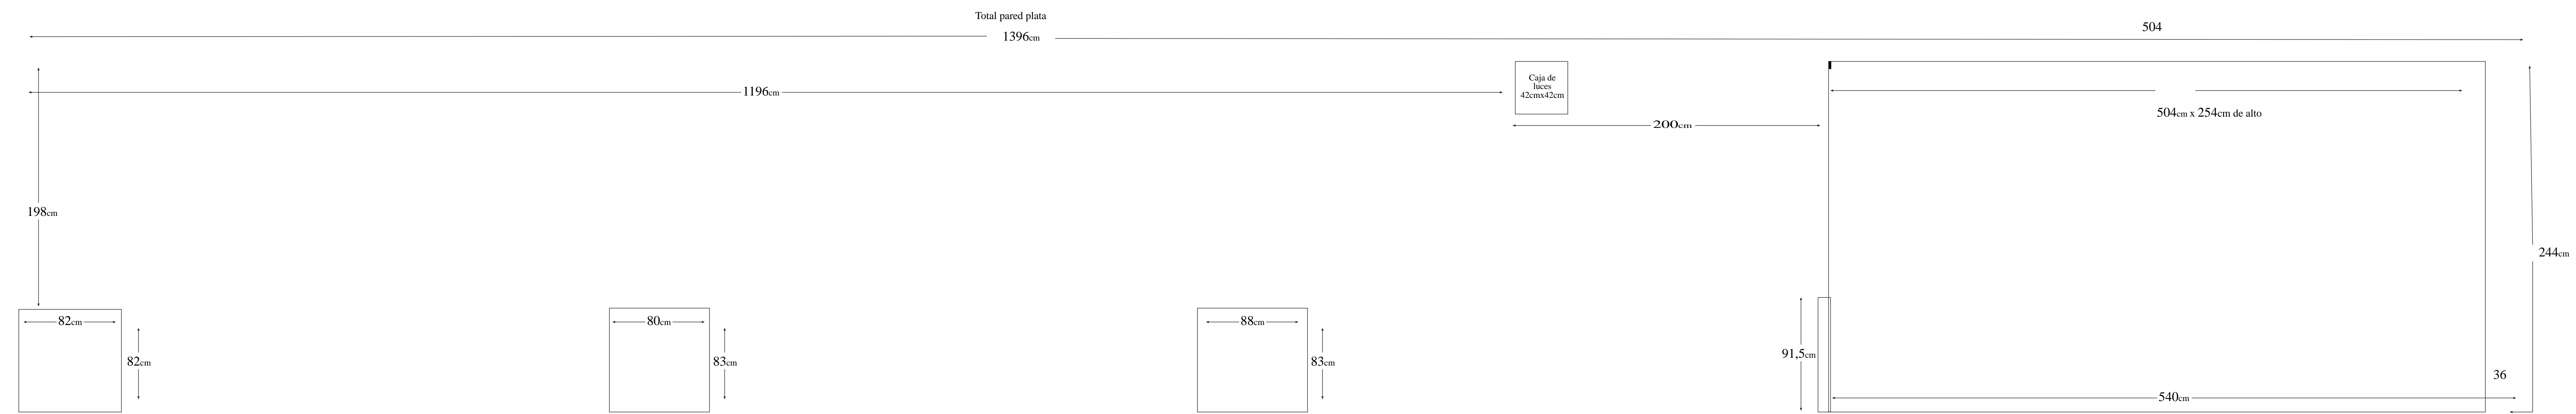 Total pared plata
504
1396cm
Caja de
luces
42cmx42cm
1196cm
504cm x 254cm de alto
200cm
198cm
244cm
82cm
80cm
88cm
91,5cm
82cm
83cm
83cm
36
540cm